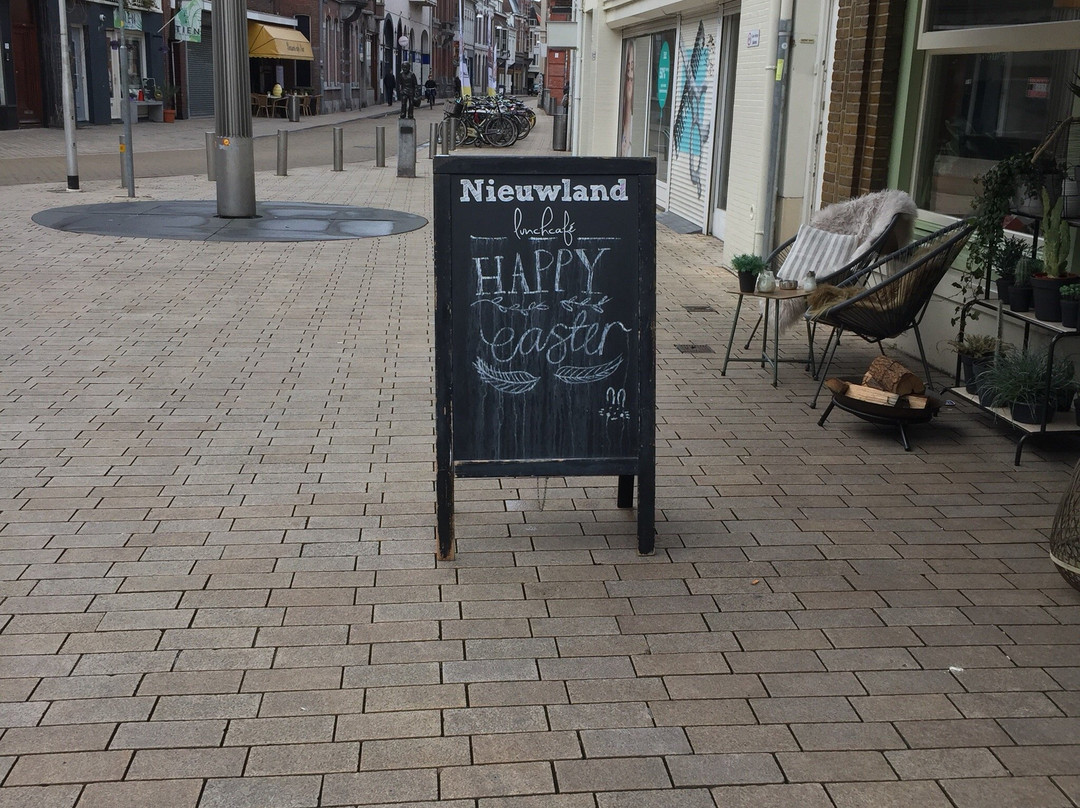 Nieuwland
lunchcafé
HAPPY
easter